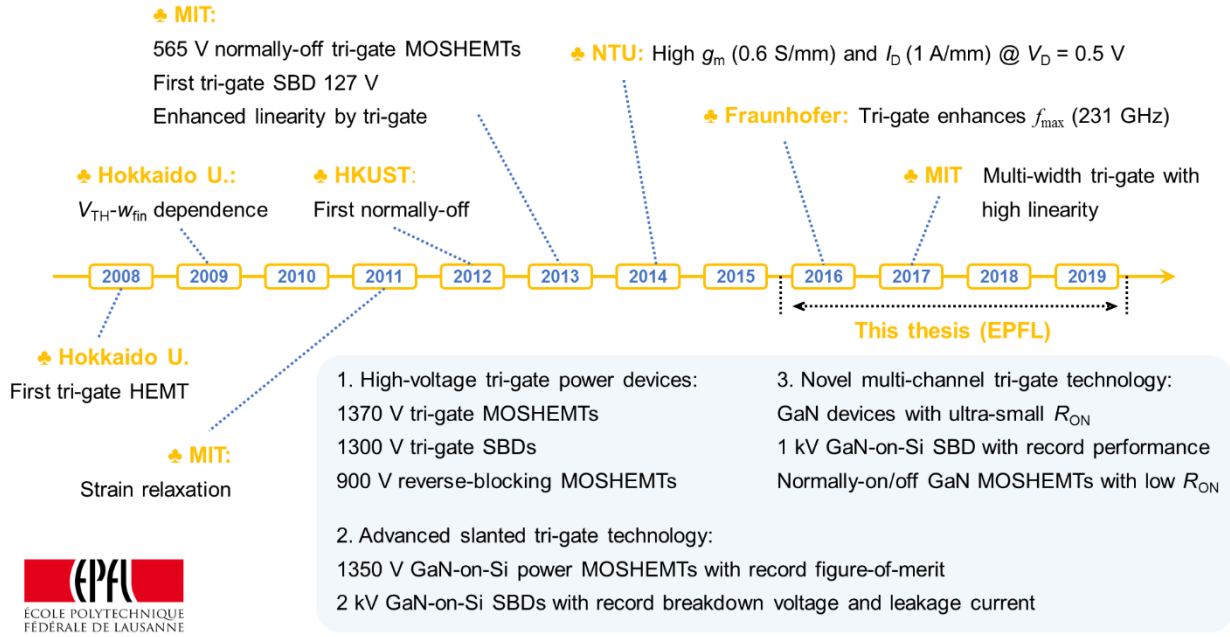 ♣ MIT:
565 V normally-off tri-gate MOSHEMTs
First tri-gate SBD 127 V
Enhanced linearity by tri-gate
♣ NTU: High gm (0.6 S/mm) and ID (1 A/mm) @ VD = 0.5 V
♣ Fraunhofer: Tri-gate enhances fmax (231 GHz)
♣ Hokkaido U.:
VTH-wfin dependence
♣ HKUST:
First normally-off
♣ MIT Multi-width tri-gate with
high linearity
2008 2009 2010 2011 2012 2013 2014 2015 2016 2017 2018 2019
This thesis (EPFL)
♣ Hokkaido U.
First tri-gate HEMT
♣ MIT:
Strain relaxation
1. High-voltage tri-gate power devices:
1370 V tri-gate MOSHEMTs
1300 V tri-gate SBDs
900 V reverse-blocking MOSHEMTs
2. Advanced slanted tri-gate technology:
1350 V GaN-on-Si power MOSHEMTs with record figure-of-merit
2 kV GaN-on-Si SBDs with record breakdown voltage and leakage current
3. Novel multi-channel tri-gate technology:
GaN devices with ultra-small RON
1 kV GaN-on-Si SBD with record performance
Normally-on/off GaN MOSHEMTs with low RON
EPFL
ÉCOLE POLYTECHNIQUE
FÉDÉRALE DE LAUSANNE